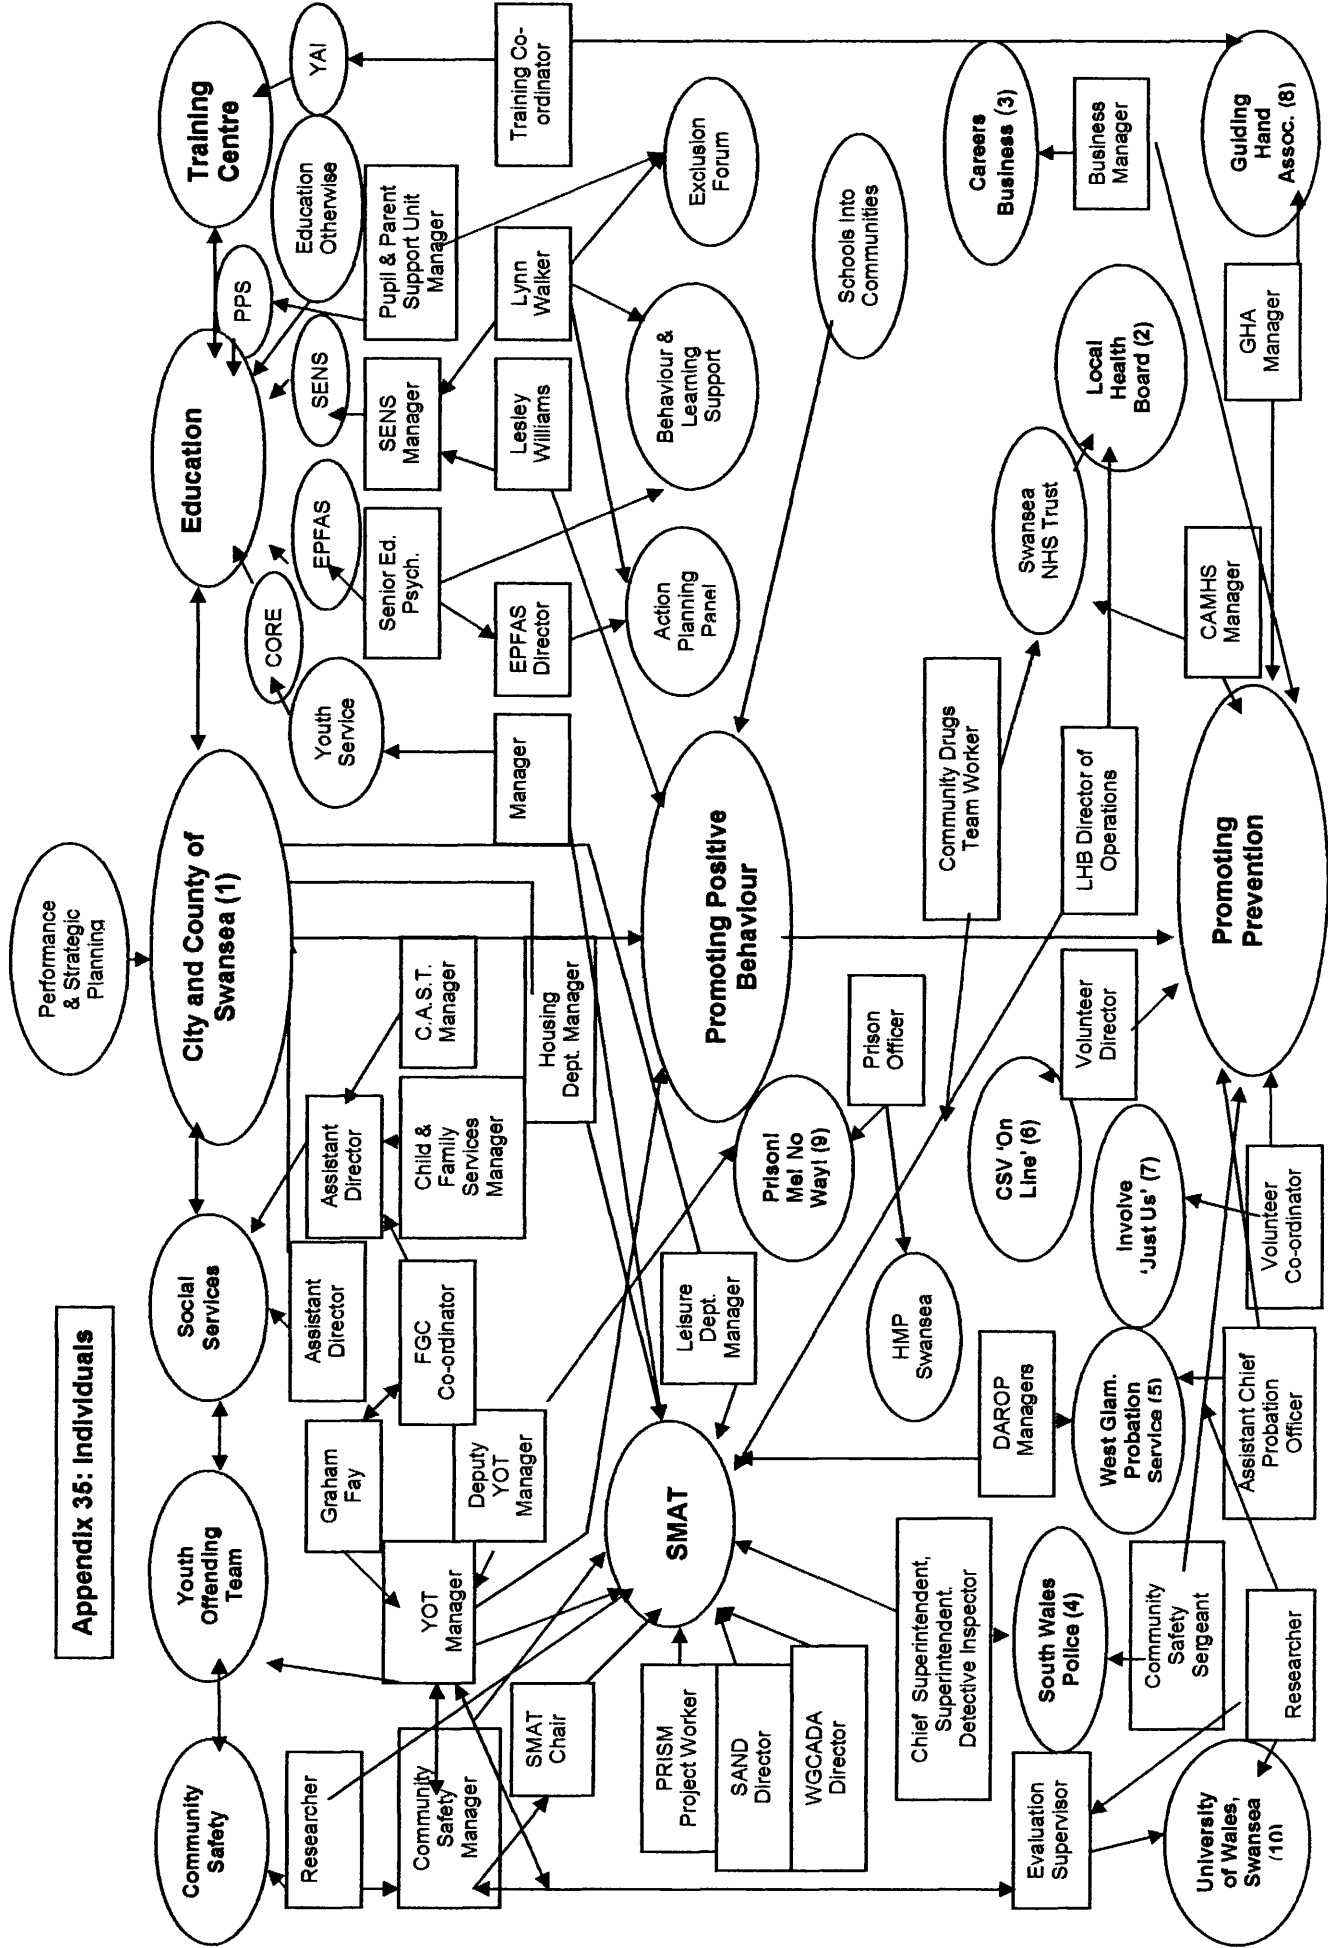 Appendix 35: Individuals
Performance
& Strategic
Planning
Community
Safety
Youth
Offending
Team
Social
Services
City and County of
Swansea (1)
Education
Training
Centre
CORE
PPS
YAI
Youth
Service
EPFAS
SENS
Education
Otherwise
Researcher
Graham
Fay
Assistant
Director
Assistant
Director
Senior Ed.
Psych.
SENS
Manager
Pupil & Parent
Support Unit
Manager
Community
Safety
Manager
YOT
Manager
Deputy
YOT
Manager
FGC
Co-ordinator
Child &
Family
Services
Manager
C.A.S.T.
Manager
SMAT
Chair
Housing
Dept. Manager
Manager
EPFAS
Director
Lesley
Williams
Lynn
Walker
Training Co-
ordinator
PRISM
Project Worker
SAND
Director
WGCADA
Director
SMAT
Leisure
Dept.
Manager
Promoting Positive
Behaviour
Action
Planning
Panel
Behaviour &
Learning
Support
Exclusion
Forum
Prison!
Me! No
Way! (9)
Prison
Officer
Schools Into
Communities
HMP
Swansea
Chief Superintendent,
Superintendent.
Detective Inspector
DAROP
Managers
CSV 'On
Line' (6)
Community Drugs
Team Worker
Swansea
NHS Trust
Careers
Business (3)
Evaluation
Supervisor
South Wales
Police (4)
West Glam.
Probation
Service (5)
Involve
'Just Us' (7)
Volunteer
Director
LHB Director of
Operations
Local
Health
Board (2)
Business
Manager
Community
Safety
Sergeant
CAMHS
Manager
University
of Wales,
Swansea
(10)
Researcher
Assistant Chief
Probation
Officer
Volunteer
Co-ordinator
Promoting
Prevention
GHA
Manager
Guiding
Hand
Assoc. (8)